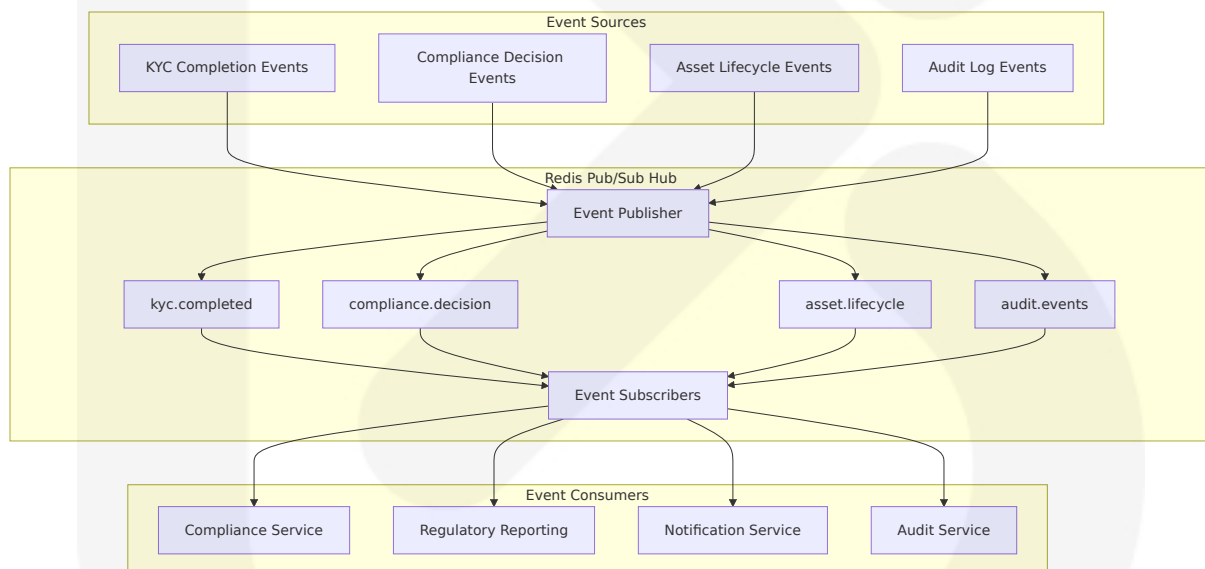 Event Sources
KYC Completion Events
Compliance Decision
Events
Asset Lifecycle Events
Audit Log Events
Redis Pub/Sub Hub
Event Publisher
kyc.completed
compliance.decision
asset.lifecycle
audit.events
Event Subscribers
Event Consumers
Compliance Service
Regulatory Reporting
Notification Service
Audit Service